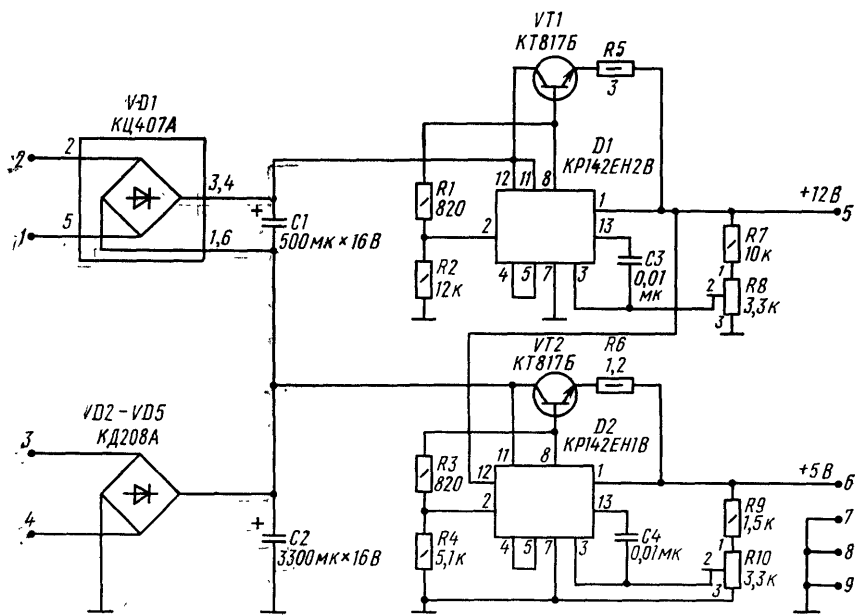 VT1
КТ817Б
R5
3
VD1
КЦ407А
2
2
3,4
5
1
1,6
+
C1
500мк×16В
R1
820
R2
12к
D1
КР142ЕН2В
12
11
8
1
2
13
4
5
7
3
C3
0,01
мк
+12В
5
R7
10к
1
2
R8
3,3к
3
VT2
КТ817Б
R6
1,2
VD2-VD5
КД208А
3
4
+
C2
3300мк×16В
R3
820
R4
5,1к
D2
КР142ЕН1В
11
8
12
1
2
13
4
5
7
3
C4
0,01мк
+5В
6
R9
1,5к
1
2
R10
3,3к
3
7
8
9